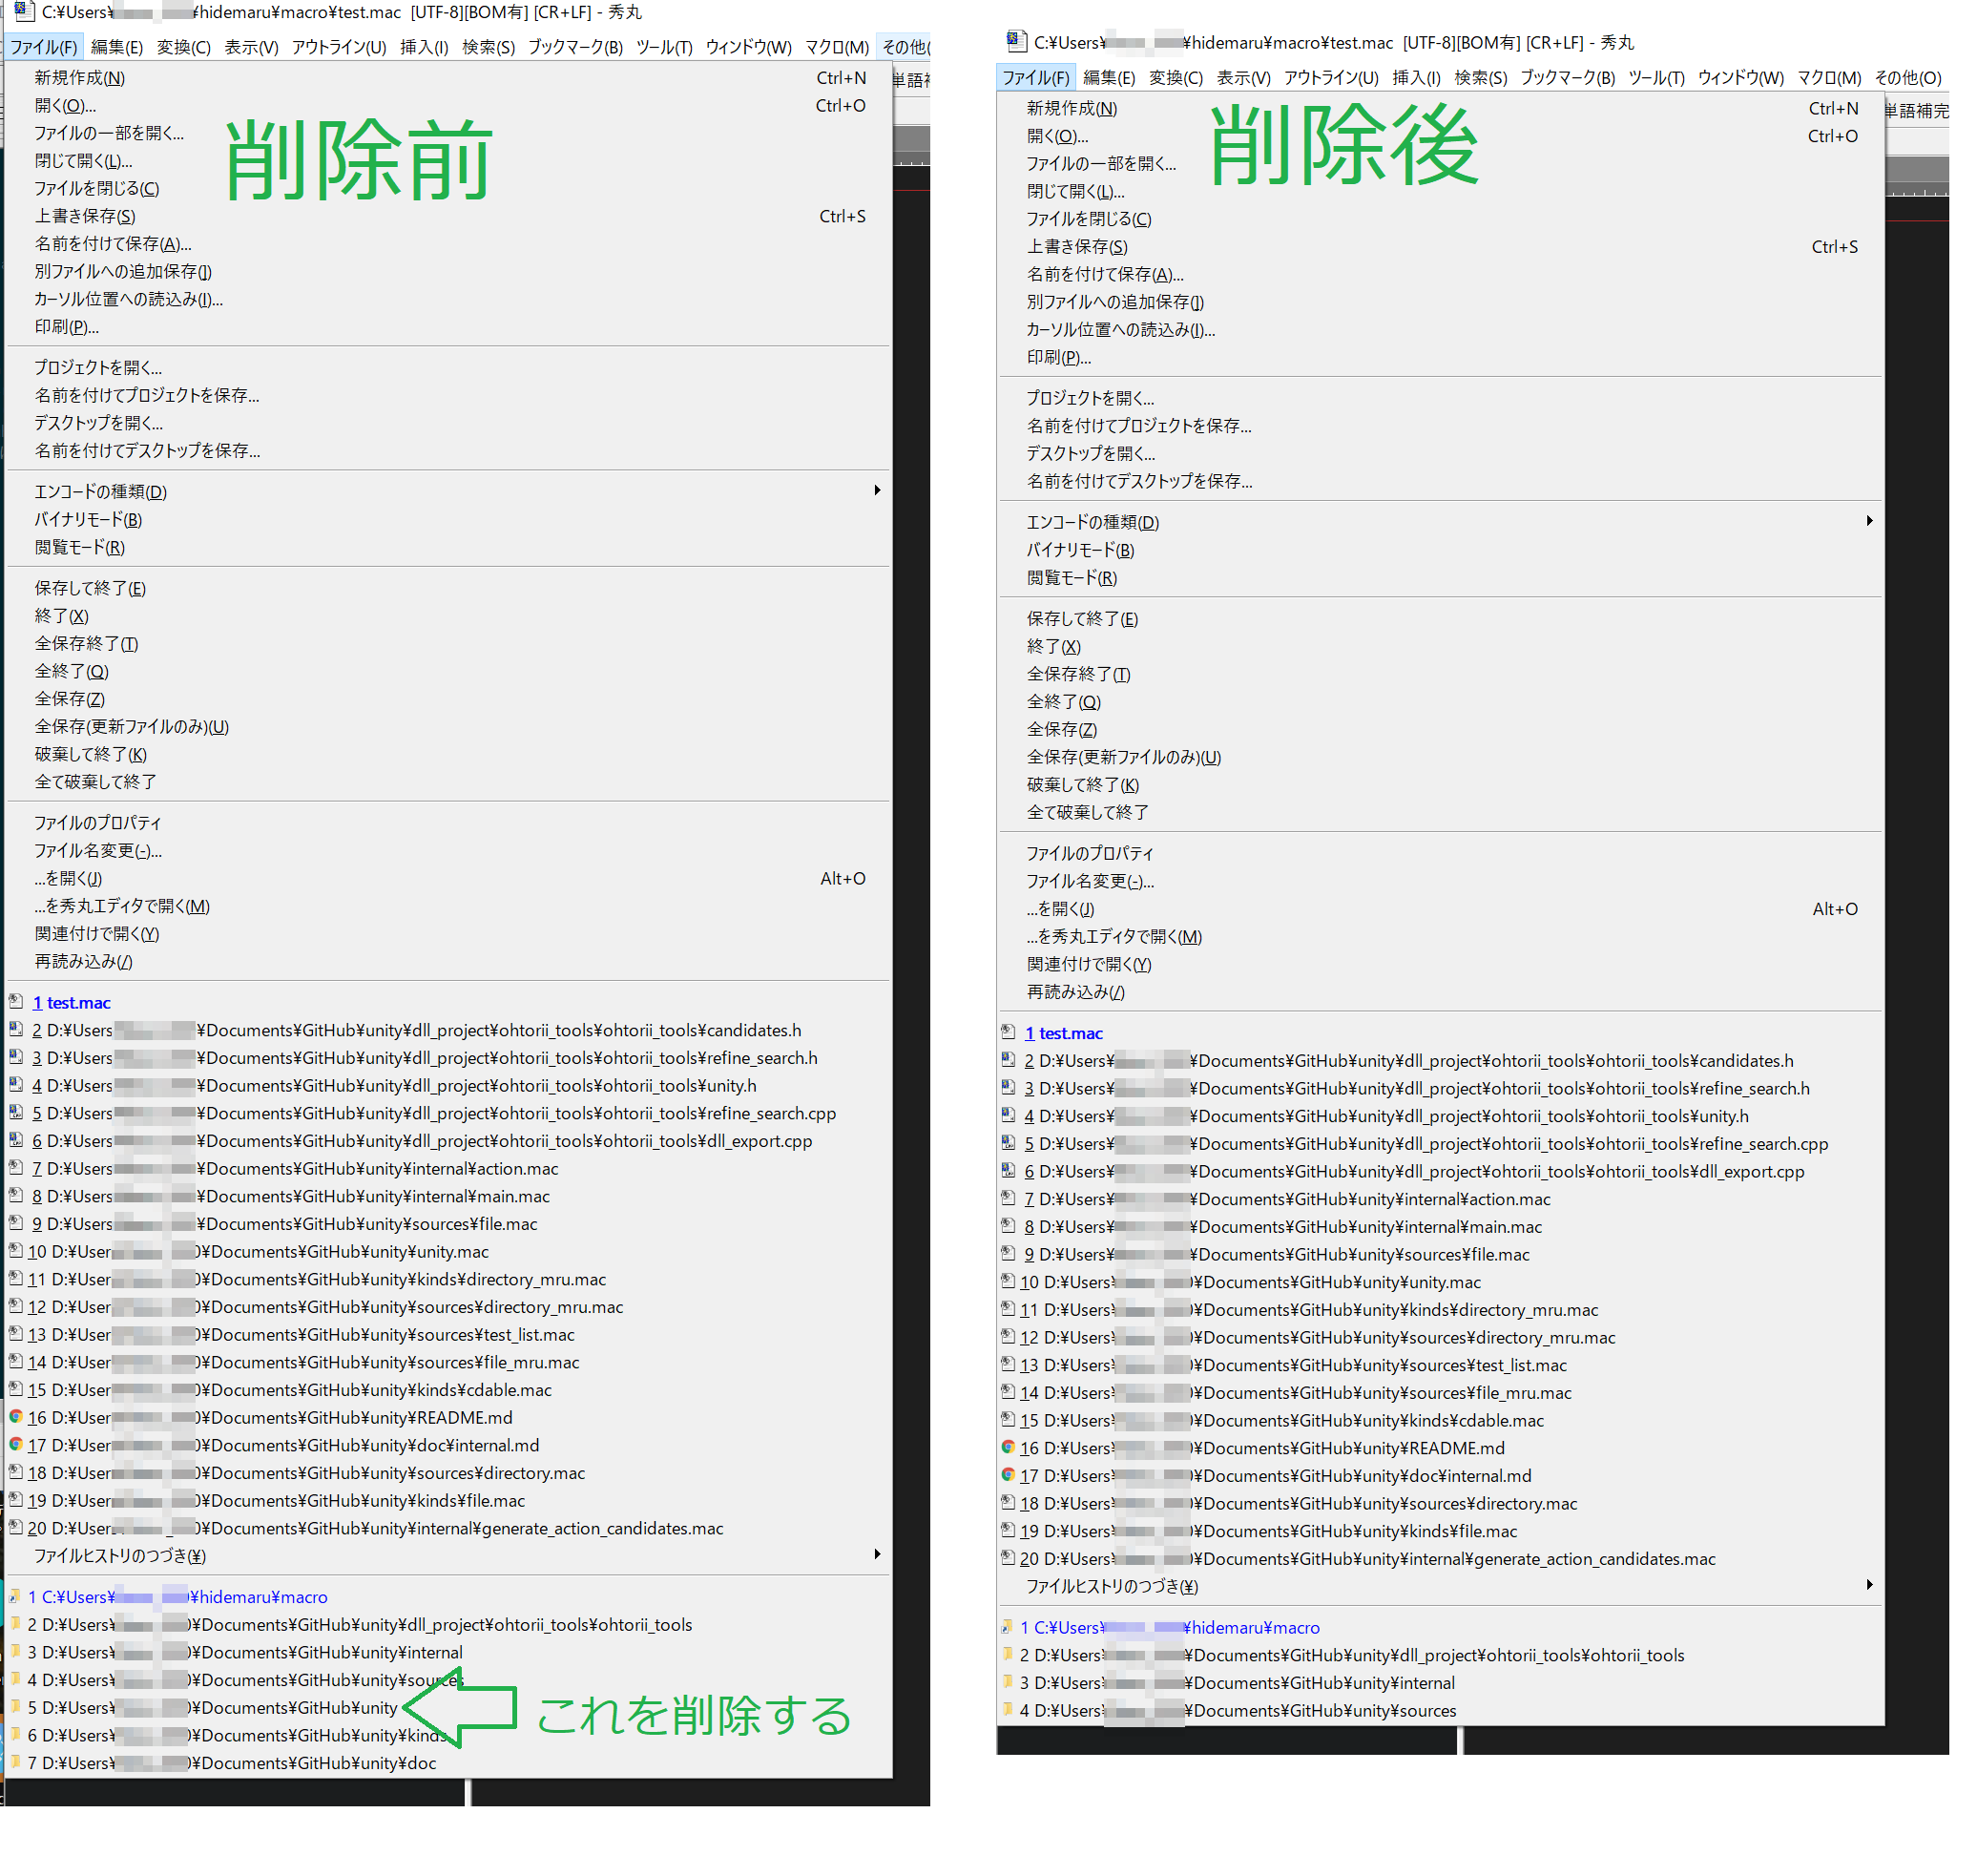 C:¥Users¥ ¥hidemaru¥macro¥test.mac [UTF-8][BOM有] [CR+LF] - 秀丸
ファイル(F) 編集(E) 変換(C) 表示(V) アウトライン(U) 挿入(I) 検索(S) ブックマーク(B) ツール(T) ウィンドウ(W) マクロ(M) その他(
単語補
新規作成(N) Ctrl+N
開く(O)... Ctrl+O
ファイルの一部を開く...
閉じて開く(L)...
ファイルを閉じる(C)
上書き保存(S) Ctrl+S
名前を付けて保存(A)...
別ファイルへの追加保存(])
カーソル位置への読込み(I)...
印刷(P)...
削除前
プロジェクトを開く...
名前を付けてプロジェクトを保存...
デスクトップを開く...
名前を付けてデスクトップを保存...
エンコードの種類(D)
バイナリモード(B)
閲覧モード(R)
保存して終了(E)
終了(X)
全保存終了(T)
全終了(Q)
全保存(Z)
全保存(更新ファイルのみ)(U)
破棄して終了(K)
全て破棄して終了
ファイルのプロパティ
ファイル名変更(-)...
...を開く(J) Alt+O
...を秀丸エディタで開く(M)
関連付けで開く(Y)
再読み込み(/)
1 test.mac
2 D:¥Users ¥Documents¥GitHub¥unity¥dll_project¥ohtorii_tools¥ohtorii_tools¥candidates.h
3 D:¥Users ¥Documents¥GitHub¥unity¥dll_project¥ohtorii_tools¥ohtorii_tools¥refine_search.h
4 D:¥Users ¥Documents¥GitHub¥unity¥dll_project¥ohtorii_tools¥ohtorii_tools¥unity.h
5 D:¥Users ¥Documents¥GitHub¥unity¥dll_project¥ohtorii_tools¥ohtorii_tools¥refine_search.cpp
6 D:¥Users ¥Documents¥GitHub¥unity¥dll_project¥ohtorii_tools¥ohtorii_tools¥dll_export.cpp
7 D:¥Users ¥Documents¥GitHub¥unity¥internal¥action.mac
8 D:¥Users ¥Documents¥GitHub¥unity¥internal¥main.mac
9 D:¥Users ¥Documents¥GitHub¥unity¥sources¥file.mac
10 D:¥User 0¥Documents¥GitHub¥unity¥unity.mac
11 D:¥User 0¥Documents¥GitHub¥unity¥kinds¥directory_mru.mac
12 D:¥User 0¥Documents¥GitHub¥unity¥sources¥directory_mru.mac
13 D:¥User 0¥Documents¥GitHub¥unity¥sources¥test_list.mac
14 D:¥User 0¥Documents¥GitHub¥unity¥sources¥file_mru.mac
15 D:¥User 0¥Documents¥GitHub¥unity¥kinds¥cdable.mac
16 D:¥User 0¥Documents¥GitHub¥unity¥README.md
17 D:¥User 0¥Documents¥GitHub¥unity¥doc¥internal.md
18 D:¥User 0¥Documents¥GitHub¥unity¥sources¥directory.mac
19 D:¥User 0¥Documents¥GitHub¥unity¥kinds¥file.mac
20 D:¥User 0¥Documents¥GitHub¥unity¥internal¥generate_action_candidates.mac
ファイルヒストリのつづき(¥)
1 C:¥Users¥ ¥hidemaru¥macro
2 D:¥Users¥ 0¥Documents¥GitHub¥unity¥dll_project¥ohtorii_tools¥ohtorii_tools
3 D:¥Users¥ 0¥Documents¥GitHub¥unity¥internal
4 D:¥Users¥ 0¥Documents¥GitHub¥unity¥sources
5 D:¥Users¥ 0¥Documents¥GitHub¥unity
これを削除する
6 D:¥Users¥ 0¥Documents¥GitHub¥unity¥kinds
7 D:¥Users¥ 0¥Documents¥GitHub¥unity¥doc
C:¥Users¥ ¥hidemaru¥macro¥test.mac [UTF-8][BOM有] [CR+LF] - 秀丸
ファイル(F) 編集(E) 変換(C) 表示(V) アウトライン(U) 挿入(I) 検索(S) ブックマーク(B) ツール(T) ウィンドウ(W) マクロ(M) その他(O)
単語補完
新規作成(N) Ctrl+N
開く(O)... Ctrl+O
ファイルの一部を開く...
閉じて開く(L)...
ファイルを閉じる(C)
上書き保存(S) Ctrl+S
名前を付けて保存(A)...
別ファイルへの追加保存(])
カーソル位置への読込み(I)...
印刷(P)...
削除後
プロジェクトを開く...
名前を付けてプロジェクトを保存...
デスクトップを開く...
名前を付けてデスクトップを保存...
エンコードの種類(D)
バイナリモード(B)
閲覧モード(R)
保存して終了(E)
終了(X)
全保存終了(T)
全終了(Q)
全保存(Z)
全保存(更新ファイルのみ)(U)
破棄して終了(K)
全て破棄して終了
ファイルのプロパティ
ファイル名変更(-)...
...を開く(J) Alt+O
...を秀丸エディタで開く(M)
関連付けで開く(Y)
再読み込み(/)
1 test.mac
2 D:¥Users¥ ¥Documents¥GitHub¥unity¥dll_project¥ohtorii_tools¥ohtorii_tools¥candidates.h
3 D:¥Users¥ ¥Documents¥GitHub¥unity¥dll_project¥ohtorii_tools¥ohtorii_tools¥refine_search.h
4 D:¥Users¥ ¥Documents¥GitHub¥unity¥dll_project¥ohtorii_tools¥ohtorii_tools¥unity.h
5 D:¥Users¥ ¥Documents¥GitHub¥unity¥dll_project¥ohtorii_tools¥ohtorii_tools¥refine_search.cpp
6 D:¥Users¥ ¥Documents¥GitHub¥unity¥dll_project¥ohtorii_tools¥ohtorii_tools¥dll_export.cpp
7 D:¥Users¥ ¥Documents¥GitHub¥unity¥internal¥action.mac
8 D:¥Users¥ ¥Documents¥GitHub¥unity¥internal¥main.mac
9 D:¥Users¥ ¥Documents¥GitHub¥unity¥sources¥file.mac
10 D:¥Users¥ 0¥Documents¥GitHub¥unity¥unity.mac
11 D:¥Users¥ 0¥Documents¥GitHub¥unity¥kinds¥directory_mru.mac
12 D:¥Users¥ 0¥Documents¥GitHub¥unity¥sources¥directory_mru.mac
13 D:¥Users¥ 0¥Documents¥GitHub¥unity¥sources¥test_list.mac
14 D:¥Users¥ 0¥Documents¥GitHub¥unity¥sources¥file_mru.mac
15 D:¥Users¥ 0¥Documents¥GitHub¥unity¥kinds¥cdable.mac
16 D:¥Users¥ 0¥Documents¥GitHub¥unity¥README.md
17 D:¥Users¥ 0¥Documents¥GitHub¥unity¥doc¥internal.md
18 D:¥Users¥ 0¥Documents¥GitHub¥unity¥sources¥directory.mac
19 D:¥Users¥ 0¥Documents¥GitHub¥unity¥kinds¥file.mac
20 D:¥Users¥ 0¥Documents¥GitHub¥unity¥internal¥generate_action_candidates.mac
ファイルヒストリのつづき(¥)
1 C:¥Users¥ ¥hidemaru¥macro
2 D:¥Users¥ ¥Documents¥GitHub¥unity¥dll_project¥ohtorii_tools¥ohtorii_tools
3 D:¥Users¥ ¥Documents¥GitHub¥unity¥internal
4 D:¥Users¥ ¥Documents¥GitHub¥unity¥sources